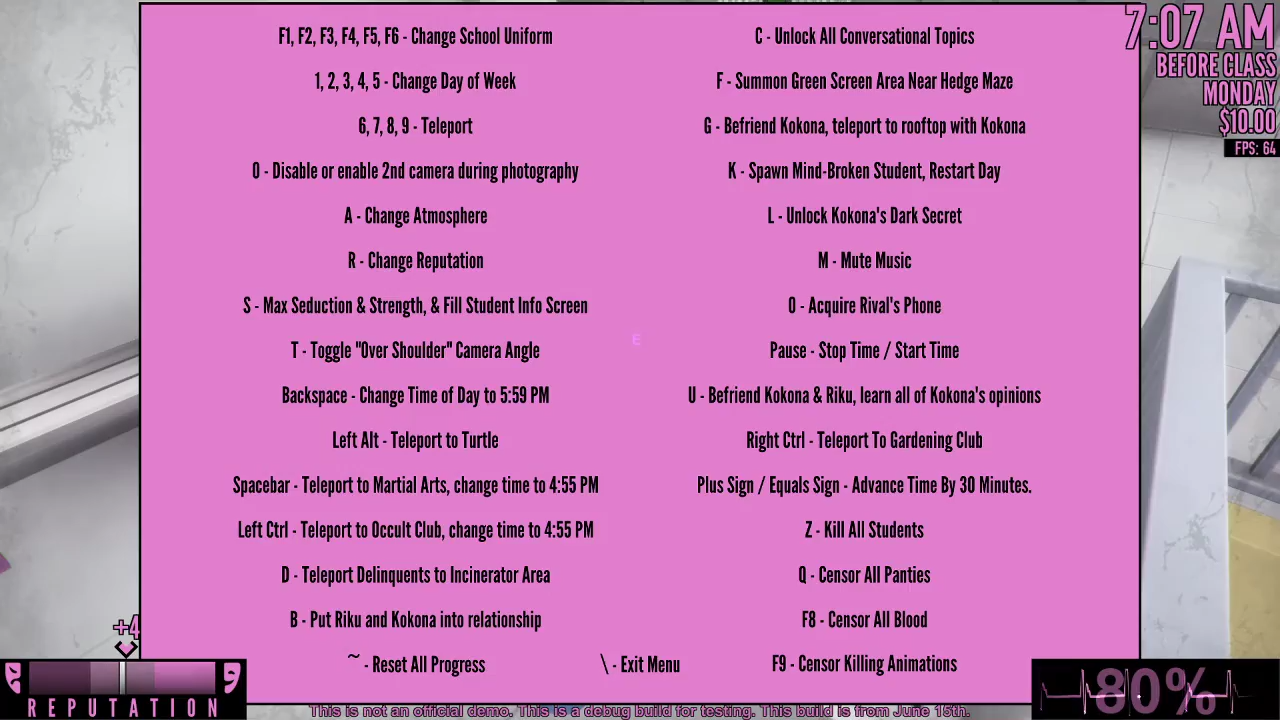 F1, F2, F3, F4, F5, F6 - Change School Uniform
1, 2, 3, 4, 5 - Change Day of Week
6, 7, 8, 9 - Teleport
0 - Disable or enable 2nd camera during photography
A - Change Atmosphere
R - Change Reputation
S - Max Seduction & Strength, & Fill Student Info Screen
T - Toggle "Over Shoulder" Camera Angle
Backspace - Change Time of Day to 5:59 PM
Left Alt - Teleport to Turtle
Spacebar - Teleport to Martial Arts, change time to 4:55 PM
Left Ctrl - Teleport to Occult Club, change time to 4:55 PM
D - Teleport Delinquents to Incinerator Area
B - Put Riku and Kokona into relationship
~ - Reset All Progress
\ - Exit Menu
C - Unlock All Conversational Topics
F - Summon Green Screen Area Near Hedge Maze
G - Befriend Kokona, teleport to rooftop with Kokona
K - Spawn Mind-Broken Student, Restart Day
L - Unlock Kokona's Dark Secret
M - Mute Music
O - Acquire Rival's Phone
Pause - Stop Time / Start Time
U - Befriend Kokona & Riku, learn all of Kokona's opinions
Right Ctrl - Teleport To Gardening Club
Plus Sign / Equals Sign - Advance Time By 30 Minutes.
Z - Kill All Students
Q - Censor All Panties
F8 - Censor All Blood
F9 - Censor Killing Animations
E
7:07 AM
BEFORE CLASS
MONDAY
$10.00
FPS: 64
+4
REPUTATION
80%
This is not an official demo. This is a debug build for testing. This build is from June 15th.